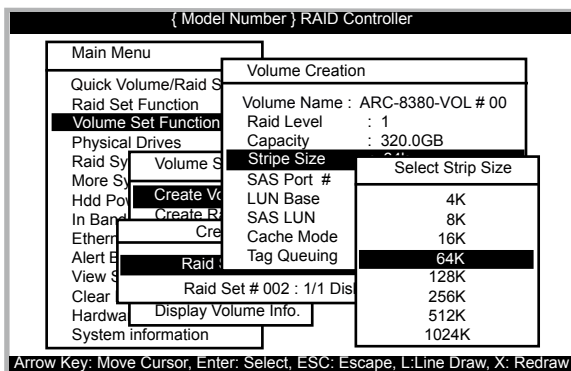 { Model Number } RAID Controller
Main Menu
Quick Volume/Raid S
Raid Set Function
Volume Set Function
Physical Drives
Raid Sy
More Sy
Hdd Po
In Band
Ethern
Alert E
View S
Clear
Hardwa
System information
Volume S
Create Vo
Create Ra
Display Volume Info.
Cre
Raid
Raid Set # 002 : 1/1 Dis
Volume Creation
Volume Name : ARC-8380-VOL # 00
Raid Level : 1
Capacity : 320.0GB
Stripe Size
SAS Port #
LUN Base
SAS LUN
Cache Mode
Tag Queuing
Select Strip Size
4K
8K
16K
64K
128K
256K
512K
1024K
Arrow Key: Move Cursor, Enter: Select, ESC: Escape, L:Line Draw, X: Redraw